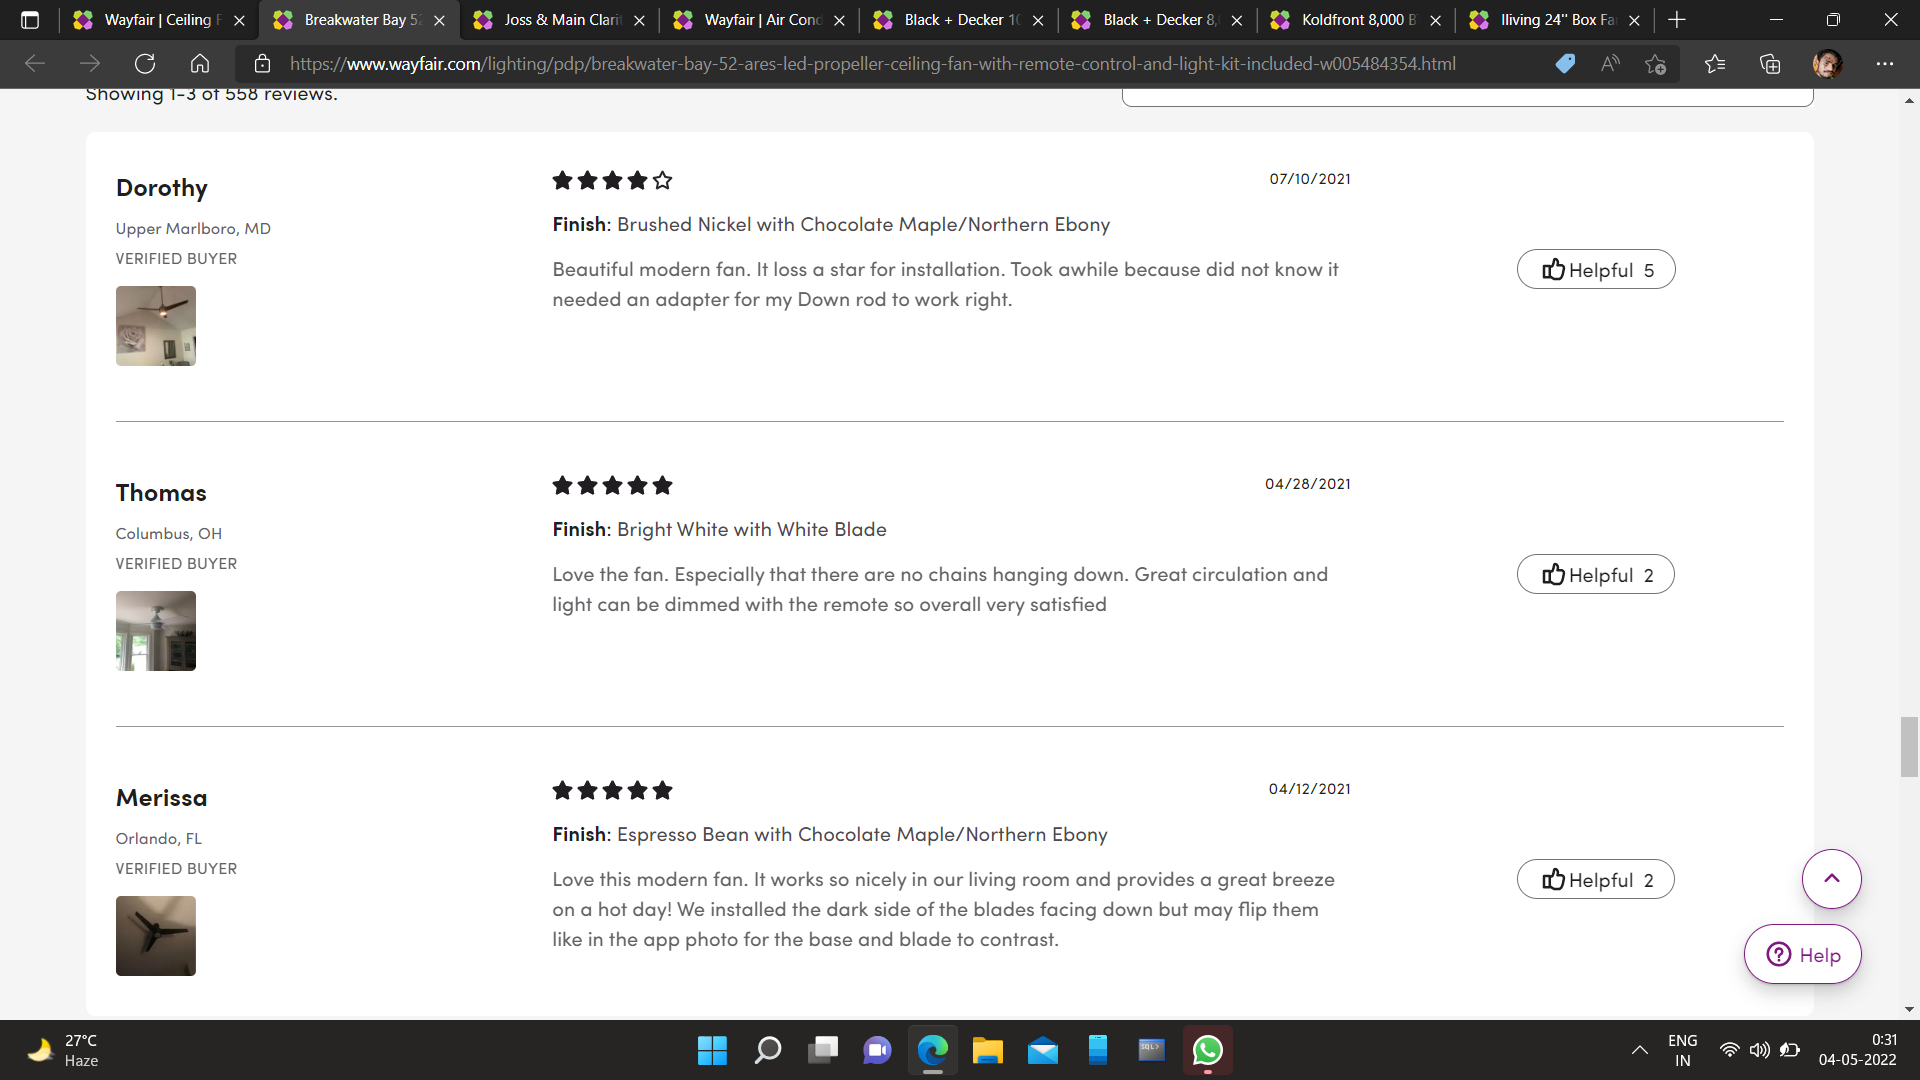 Wayfair | Ceiling F
Breakwater Bay 52
Joss & Main Clari
Wayfair | Air Cond
Black + Decker 10
Black + Decker 8,
Koldfront 8,000 B
Iliving 24'' Box Fa
https://www.wayfair.com/lighting/pdp/breakwater-bay-52-ares-led-propeller-ceiling-fan-with-remote-control-and-light-kit-included-w005484354.html
Showing 1-3 of 558 reviews.
Dorothy
07/10/2021
Upper Marlboro, MD
Finish: Brushed Nickel with Chocolate Maple/Northern Ebony
VERIFIED BUYER
Beautiful modern fan. It loss a star for installation. Took awhile because did not know it
needed an adapter for my Down rod to work right.
Helpful 5
Thomas
04/28/2021
Columbus, OH
Finish: Bright White with White Blade
VERIFIED BUYER
Love the fan. Especially that there are no chains hanging down. Great circulation and
light can be dimmed with the remote so overall very satisfied
Helpful 2
Merissa
04/12/2021
Orlando, FL
Finish: Espresso Bean with Chocolate Maple/Northern Ebony
VERIFIED BUYER
Love this modern fan. It works so nicely in our living room and provides a great breeze
on a hot day! We installed the dark side of the blades facing down but may flip them
like in the app photo for the base and blade to contrast.
Helpful 2
Help
27°C
Haze
SQL>
ENG
IN
0:31
04-05-2022